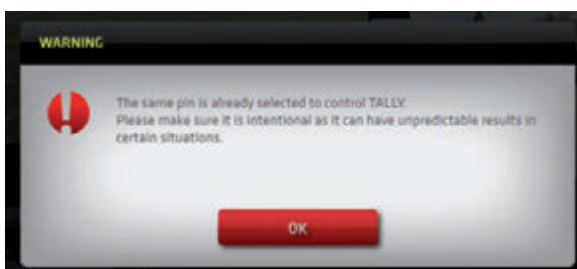 WARNING
The same pin is already selected to control TALLY.
Please make sure it is intentional as it can have unpredictable results in
certain situations.
OK